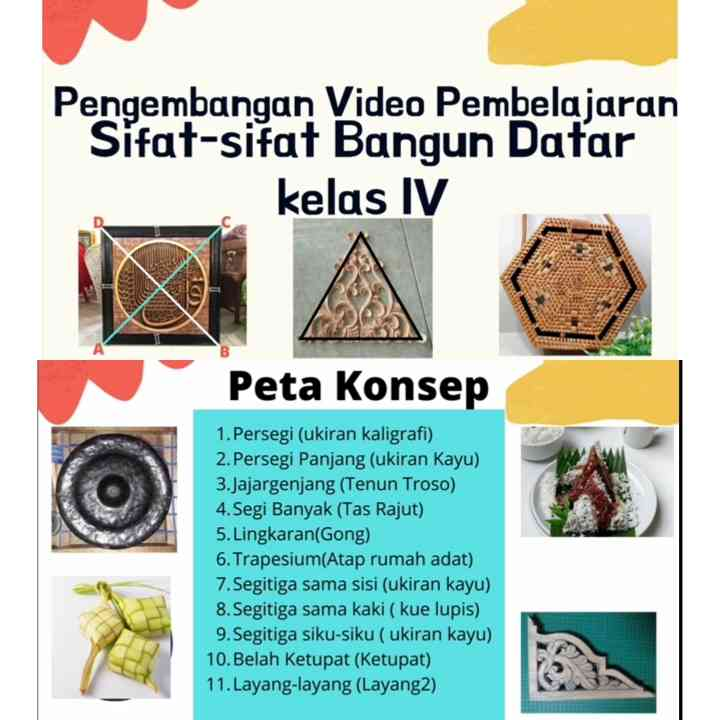 Pengembangan Video Pembelajaran
Sifat-sifat Bangun Datar
kelas IV
D C
A B
Peta Konsep
1. Persegi (ukiran kaligrafi)
2. Persegi Panjang (ukiran Kayu)
3. Jajargenjang (Tenun Troso)
4. Segi Banyak (Tas Rajut)
5. Lingkaran(Gong)
6. Trapesium(Atap rumah adat)
7. Segitiga sama sisi (ukiran kayu)
8. Segitiga sama kaki ( kue lupis)
9. Segitiga siku-siku ( ukiran kayu)
10. Belah Ketupat (Ketupat)
11. Layang-layang (Layang2)